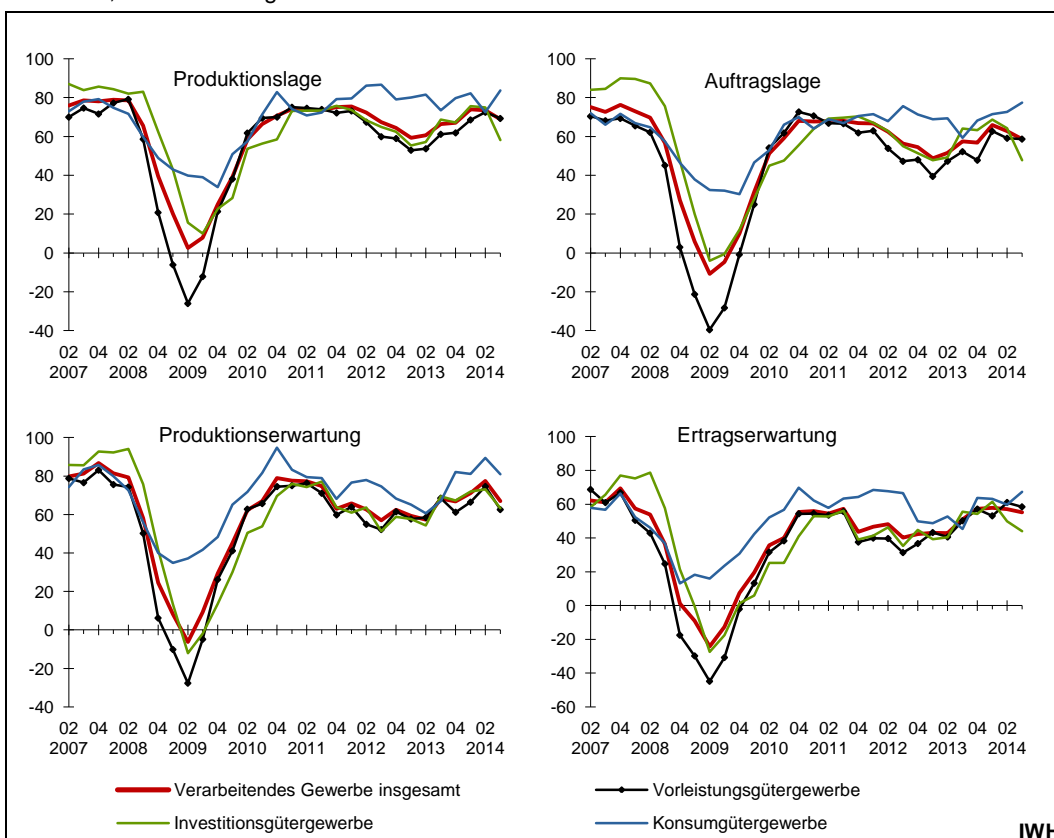 Produktionslage
100
80
60
40
20
0
-20
-40
02 04 02 04 02 04 02 04 02 04 02 04 02 04 02
2007 2008 2009 2010 2011 2012 2013 2014
Auftragslage
100
80
60
40
20
0
-20
-40
02 04 02 04 02 04 02 04 02 04 02 04 02 04 02
2007 2008 2009 2010 2011 2012 2013 2014
Produktionserwartung
100
80
60
40
20
0
-20
-40
02 04 02 04 02 04 02 04 02 04 02 04 02 04 02
2007 2008 2009 2010 2011 2012 2013 2014
Ertragserwartung
100
80
60
40
20
0
-20
-40
-60
02 04 02 04 02 04 02 04 02 04 02 04 02 04 02
2007 2008 2009 2010 2011 2012 2013 2014
Verarbeitendes Gewerbe insgesamt
Vorleistungsgütergewerbe
Investitionsgütergewerbe
Konsumgütergewerbe
IWH